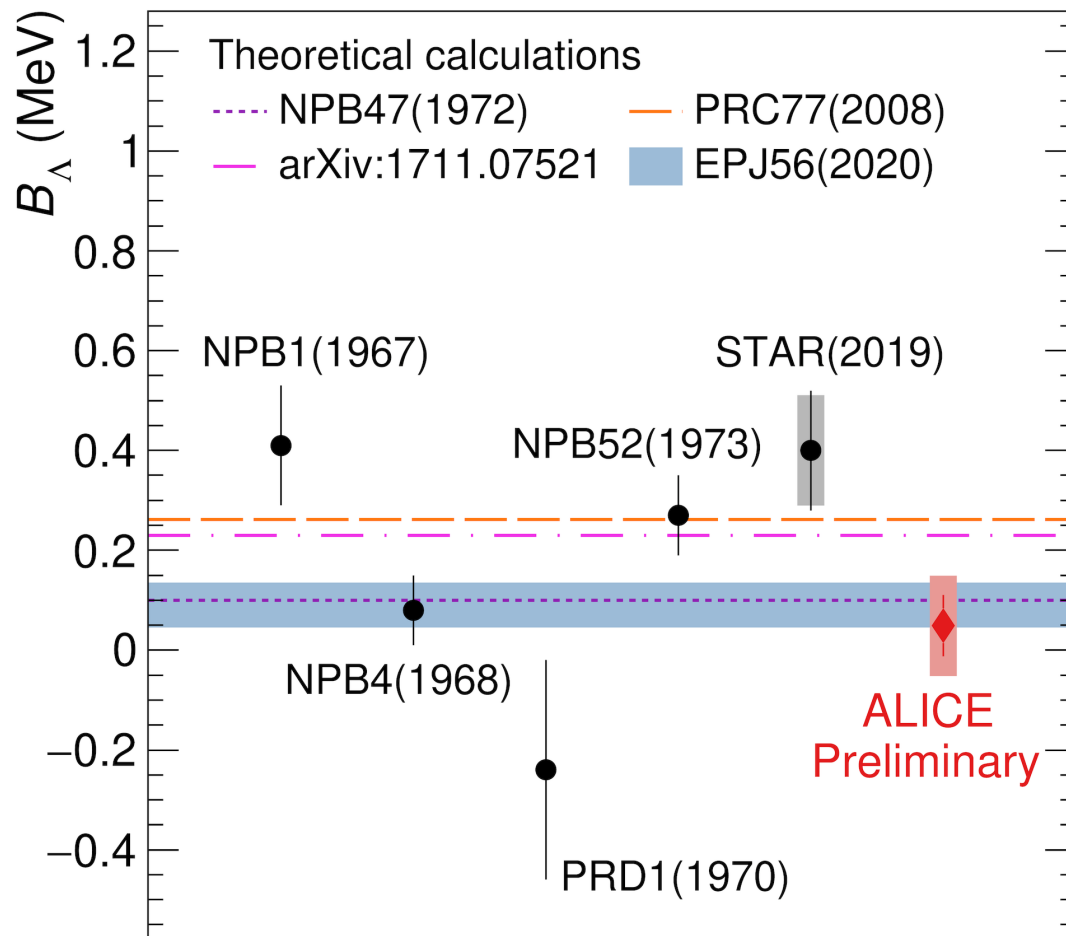 B_Λ (MeV)
1.2
1
0.8
0.6
0.4
0.2
0
−0.2
−0.4
Theoretical calculations
NPB47(1972)
PRC77(2008)
arXiv:1711.07521
EPJ56(2020)
NPB1(1967)
STAR(2019)
NPB52(1973)
NPB4(1968)
ALICE
Preliminary
PRD1(1970)